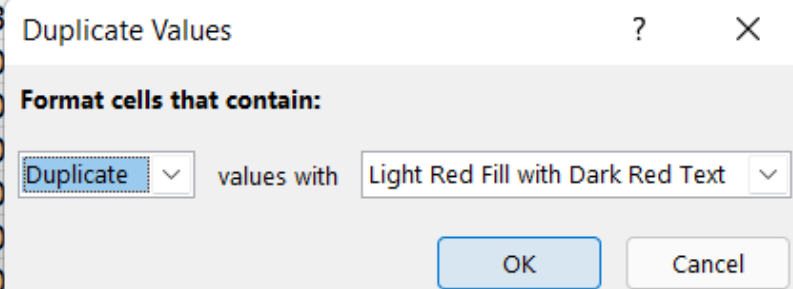 Duplicate Values ?
Format cells that contain:
Duplicate values with Light Red Fill with Dark Red Text
OK Cancel